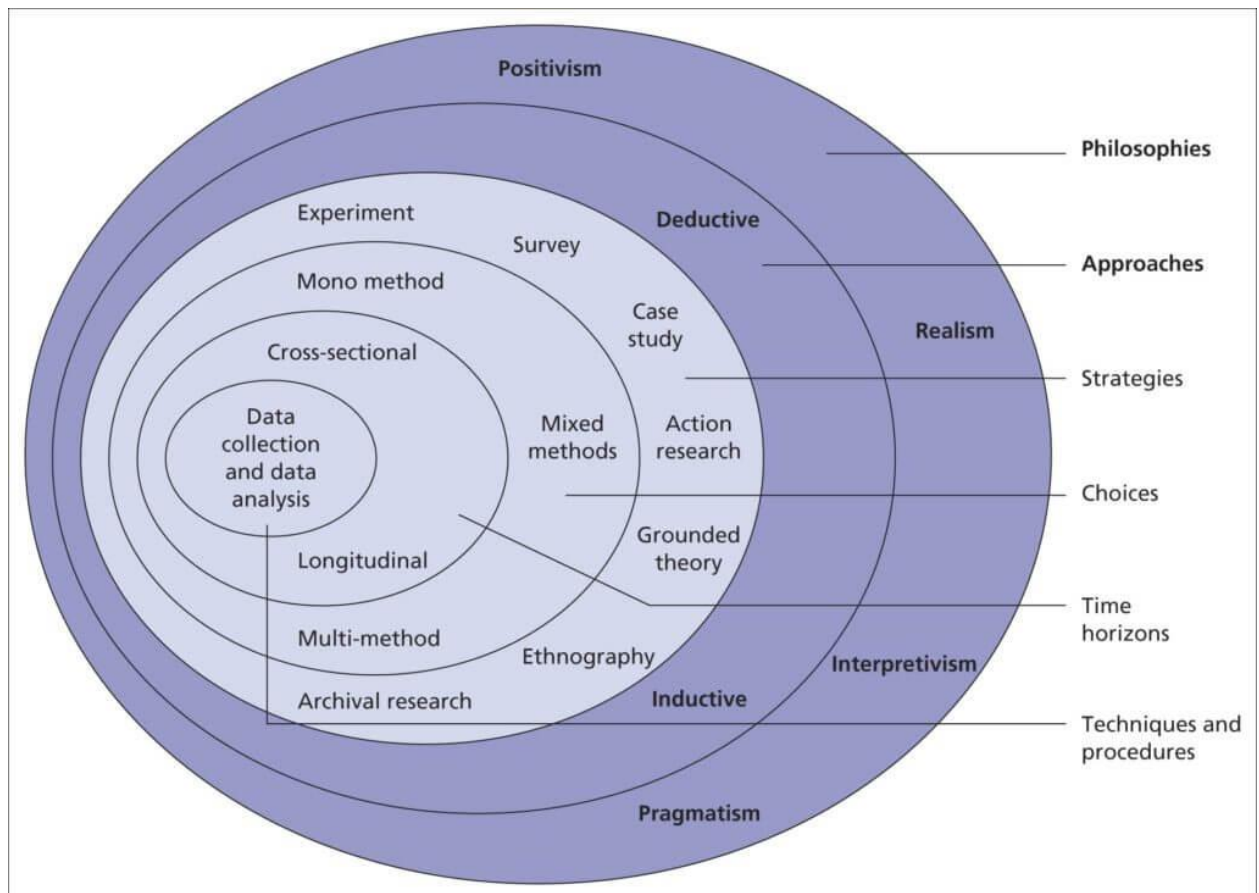 Positivism
Philosophies
Experiment
Deductive
Survey
Approaches
Mono method
Case
study
Realism
Cross-sectional
Strategies
Data
collection
and data
analysis
Mixed
methods
Action
research
Choices
Grounded
theory
Longitudinal
Time
horizons
Multi-method
Ethnography
Interpretivism
Archival research
Inductive
Techniques and
procedures
Pragmatism